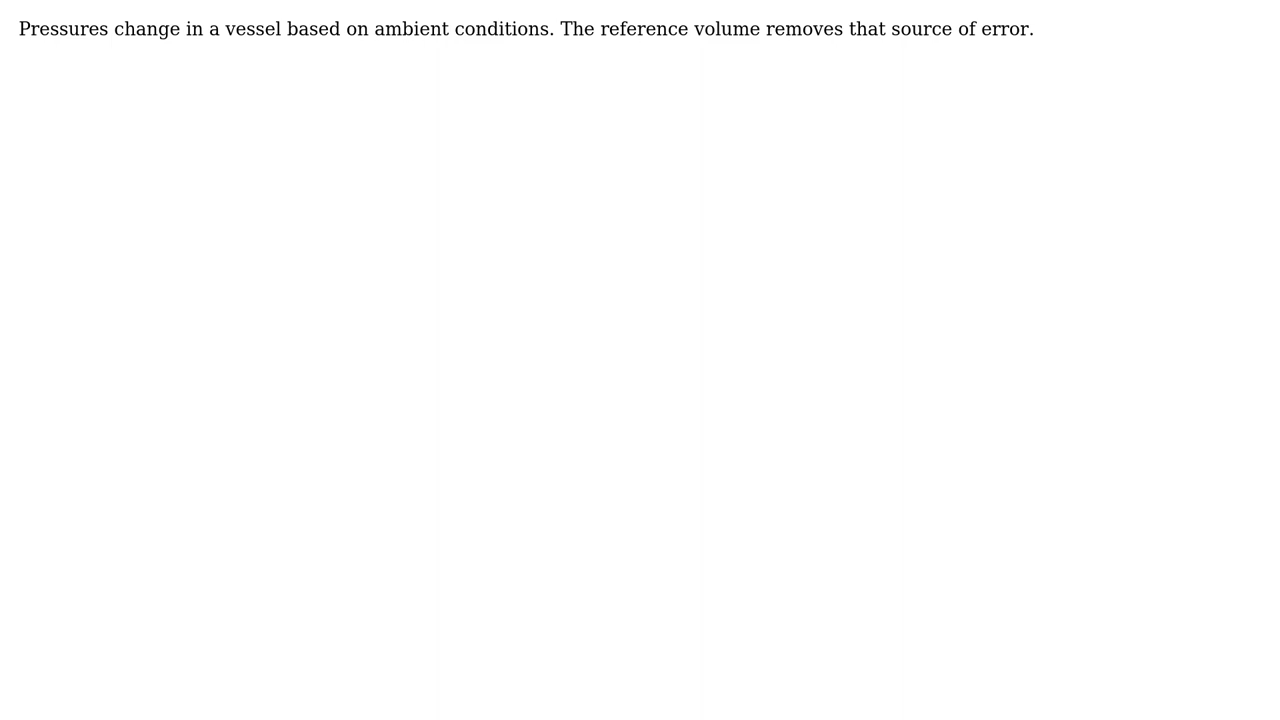 Pressures change in a vessel based on ambient conditions. The reference volume removes that source of error.